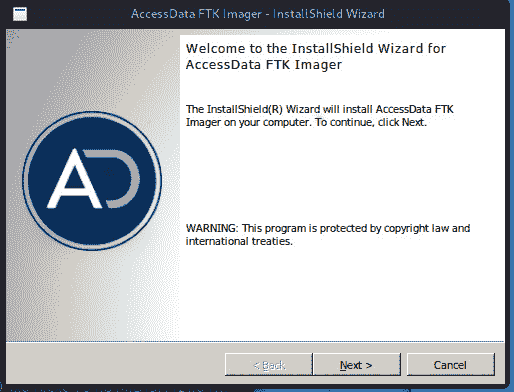 AccessData FTK Imager - InstallShield Wizard
Welcome to the InstallShield Wizard for
AccessData FTK Imager
The InstallShield(R) Wizard will install AccessData FTK
Imager on your computer. To continue, click Next.
AD
WARNING: This program is protected by copyright law and
international treaties.
< Back
Next >
Cancel